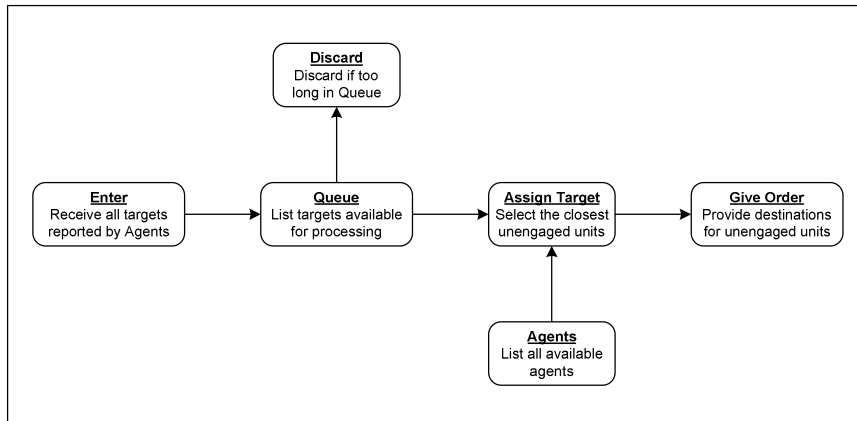 Discard
Discard if too
long in Queue
Enter
Receive all targets
reported by Agents
Queue
List targets available
for processing
Assign Target
Select the closest
unengaged units
Give Order
Provide destinations
for unengaged units
Agents
List all available
agents